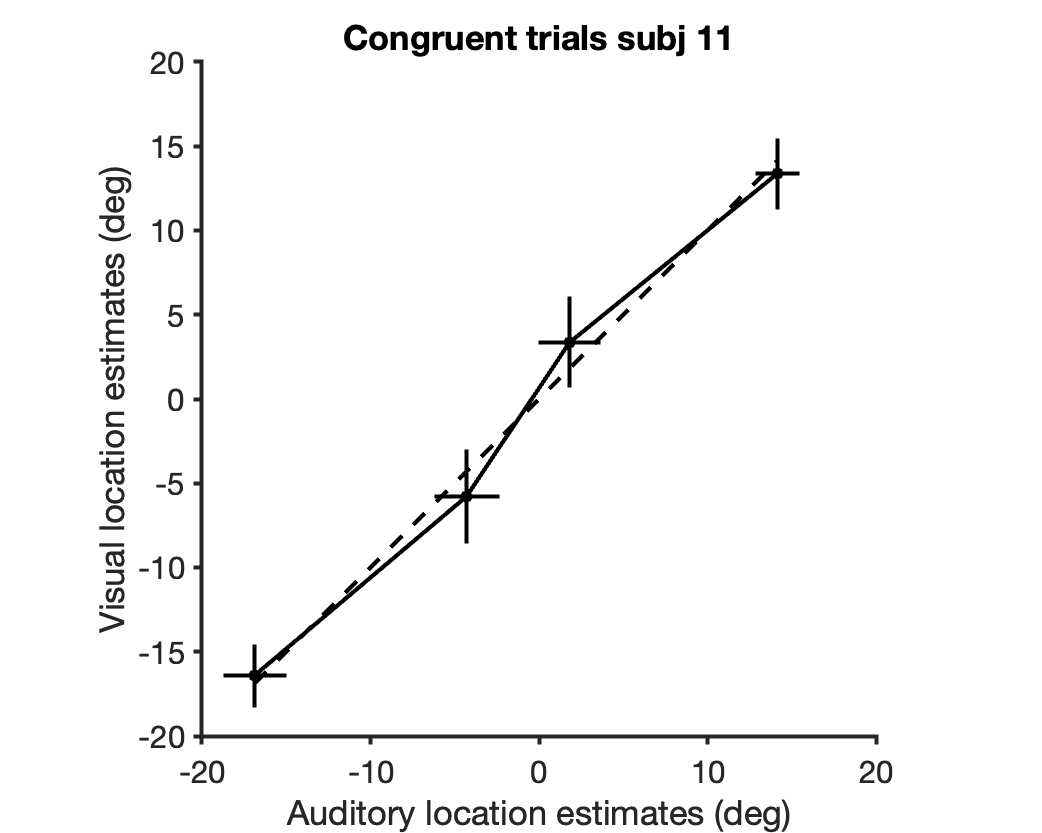 Congruent trials subj 11
20
15
10
5
0
-5
-10
-15
-20
Visual location estimates (deg)
-20 -10 0 10 20
Auditory location estimates (deg)